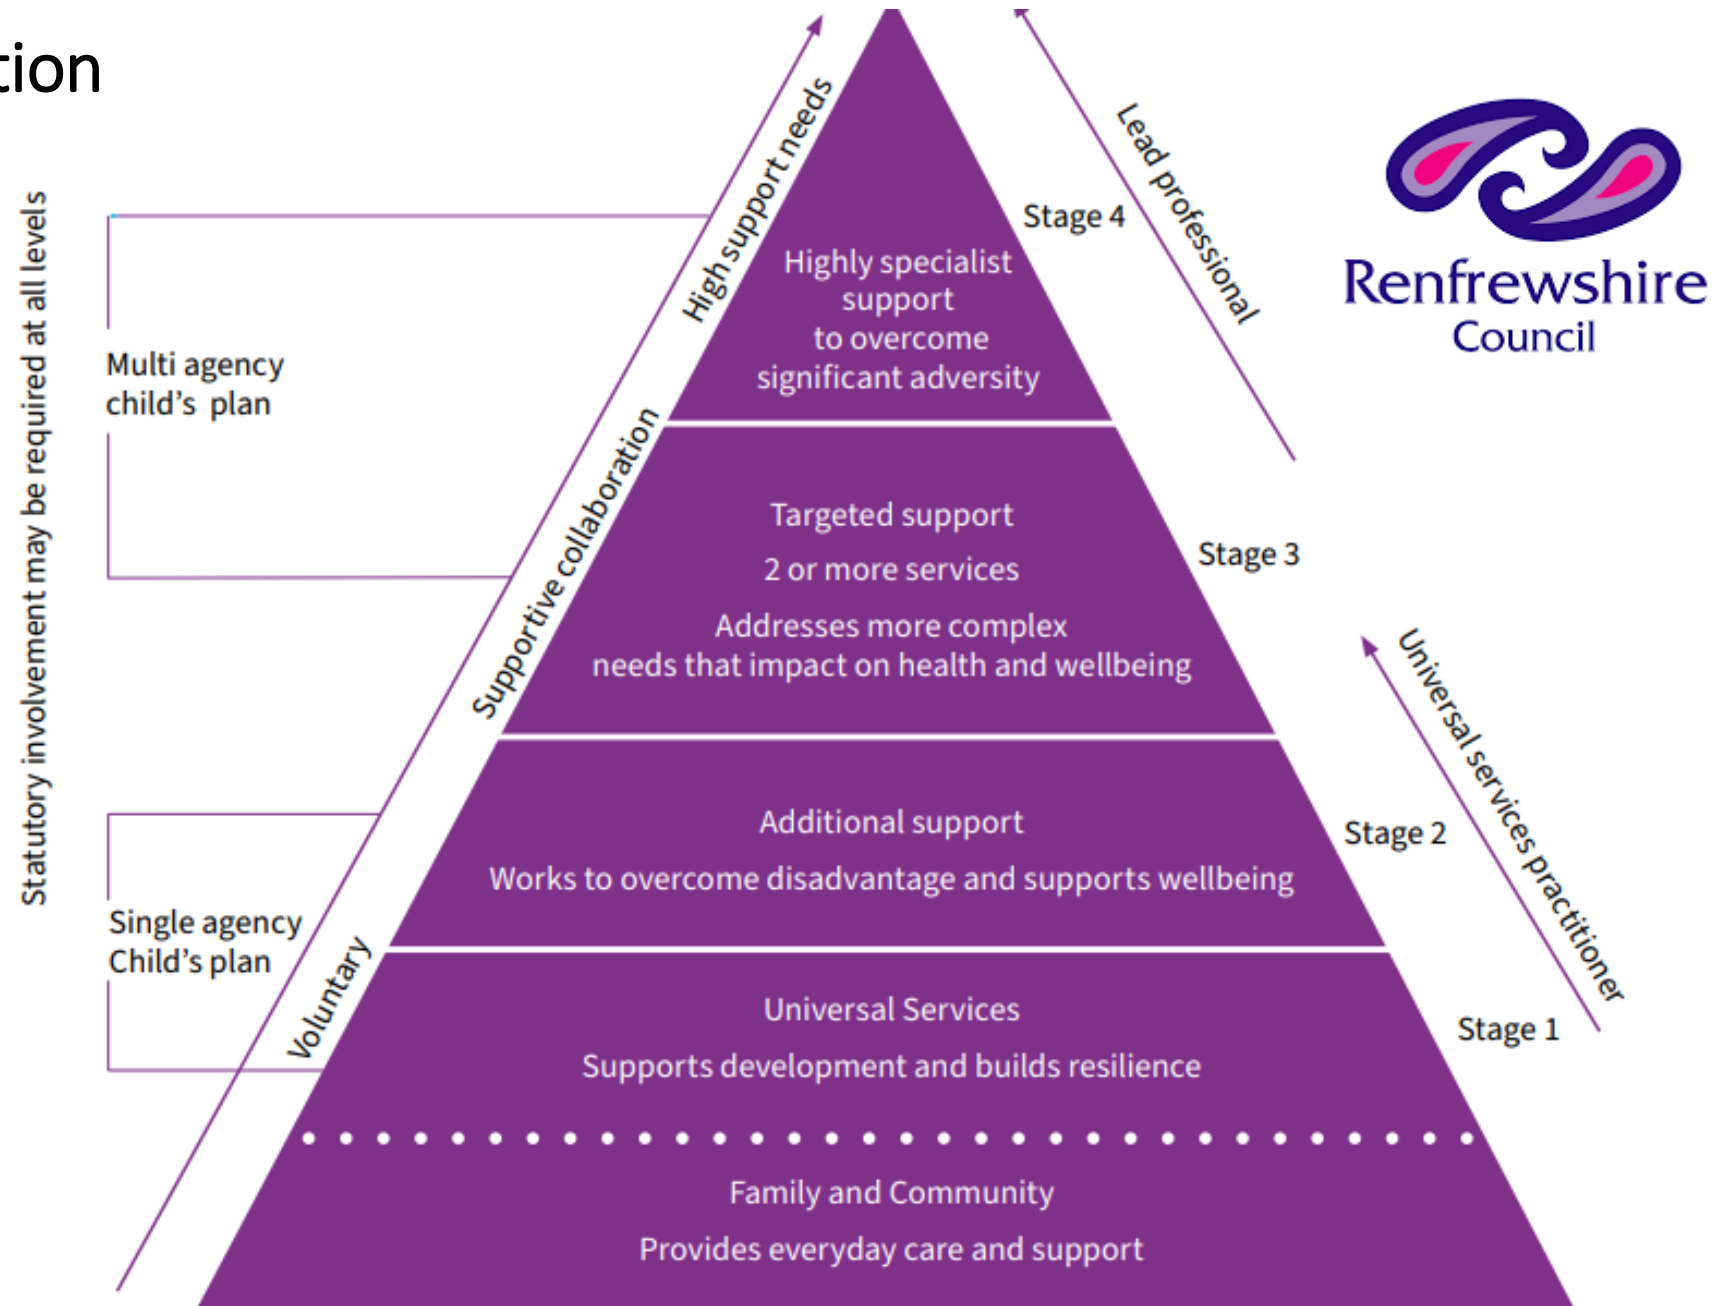 tion
Statutory involvement may be required at all levels
Multi agency
child's  plan
Single agency
Child's plan
High support needs
Supportive collaboration
Voluntary
Highly specialist
support
to overcome
significant adversity
Targeted support
2 or more services
Addresses more complex
needs that impact on health and wellbeing
Additional support
Works to overcome disadvantage and supports wellbeing
Universal Services
Supports development and builds resilience
Family and Community
Provides everyday care and support
Stage 4
Stage 3
Stage 2
Stage 1
Lead professional
Universal services practitioner
Renfrewshire
Council